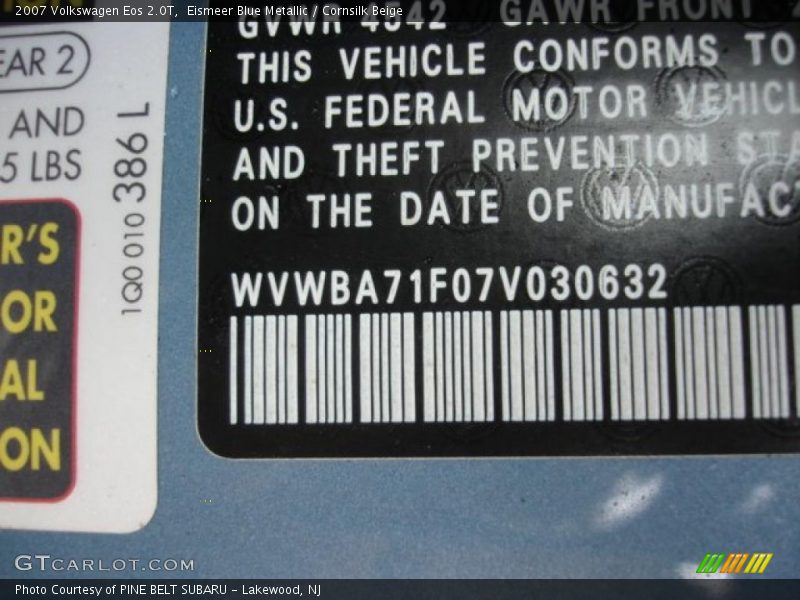 2007 Volkswagen Eos 2.0T, Eismeer Blue Metallic / Cornsilk Beige
EAR 2
AND
5 LBS
1Q0 010 386 L
R'S
OR
AL
ON
GVWR 4542 GAWR FRONT
THIS VEHICLE CONFORMS TO
U.S. FEDERAL MOTOR VEHICL
AND THEFT PREVENTION STA
ON THE DATE OF MANUFAC
WVWBA71F07V030632
GTCARLOT.COM
Photo Courtesy of PINE BELT SUBARU - Lakewood, NJ